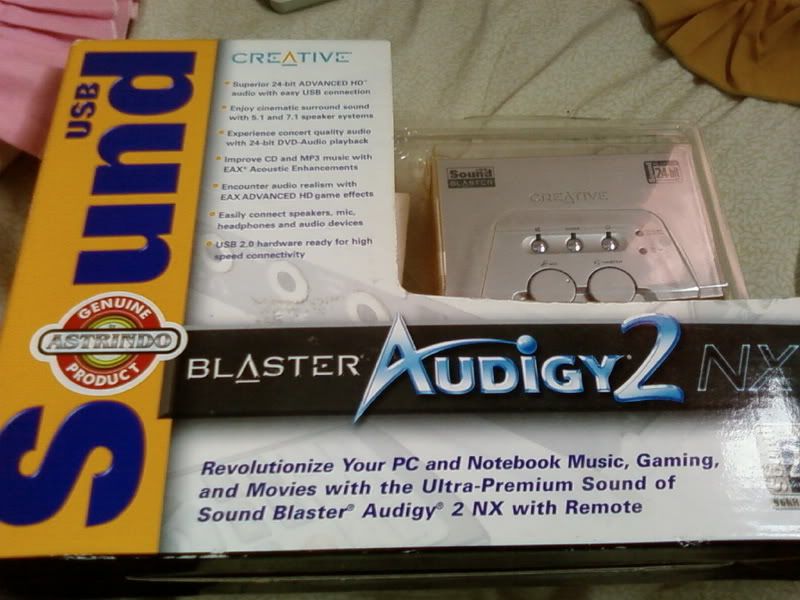 USB
Sound
CREATIVE
Superior 24-bit ADVANCED HD™
audio with easy USB connection
Enjoy cinematic surround sound
with 5.1 and 7.1 speaker systems
Experience concert quality audio
with 24-bit DVD-Audio playback
Improve CD and MP3 music with
EAX® Acoustic Enhancements
Encounter audio realism with
EAX ADVANCED HD game effects
Easily connect speakers, mic,
headphones and audio devices
USB 2.0 hardware ready for high
speed connectivity
Sound
BLASTER
24-bit
CREATIVE
GENUINE
ASTRINDO
PRODUCT
BLASTER AUDIGY 2 NX
Revolutionize Your PC and Notebook Music, Gaming,
and Movies with the Ultra-Premium Sound of
Sound Blaster® Audigy® 2 NX with Remote